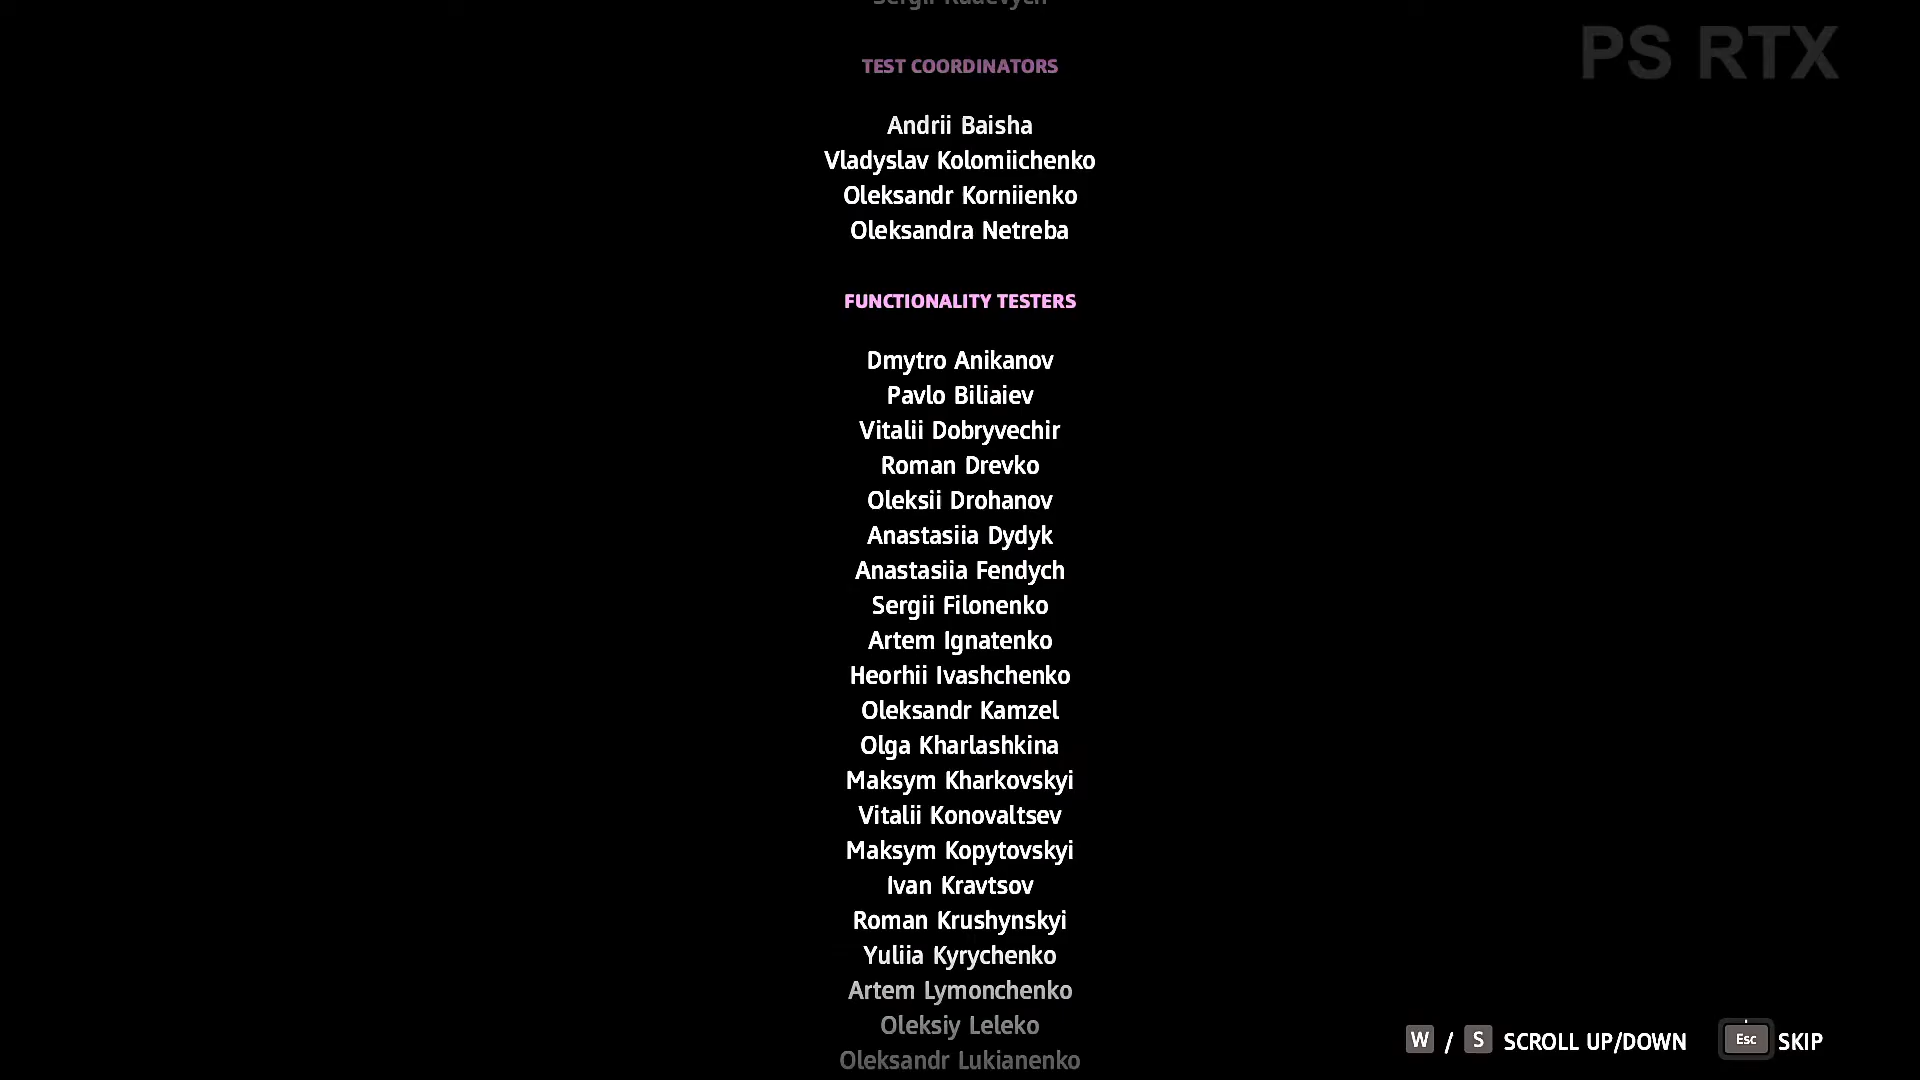 PS RTX
TEST COORDINATORS
Andrii Baisha
Vladyslav Kolomiichenko
Oleksandr Korniienko
Oleksandra Netreba
FUNCTIONALITY TESTERS
Dmytro Anikanov
Pavlo Biliaiev
Vitalii Dobryvechir
Roman Drevko
Oleksii Drohanov
Anastasiia Dydyk
Anastasiia Fendych
Sergii Filonenko
Artem Ignatenko
Heorhii Ivashchenko
Oleksandr Kamzel
Olga Kharlashkina
Maksym Kharkovskyi
Vitalii Konovaltsev
Maksym Kopytovskyi
Ivan Kravtsov
Roman Krushynskyi
Yuliia Kyrychenko
Artem Lymonchenko
Oleksiy Leleko
Oleksandr Lukianenko
W / S SCROLL UP/DOWN Esc SKIP